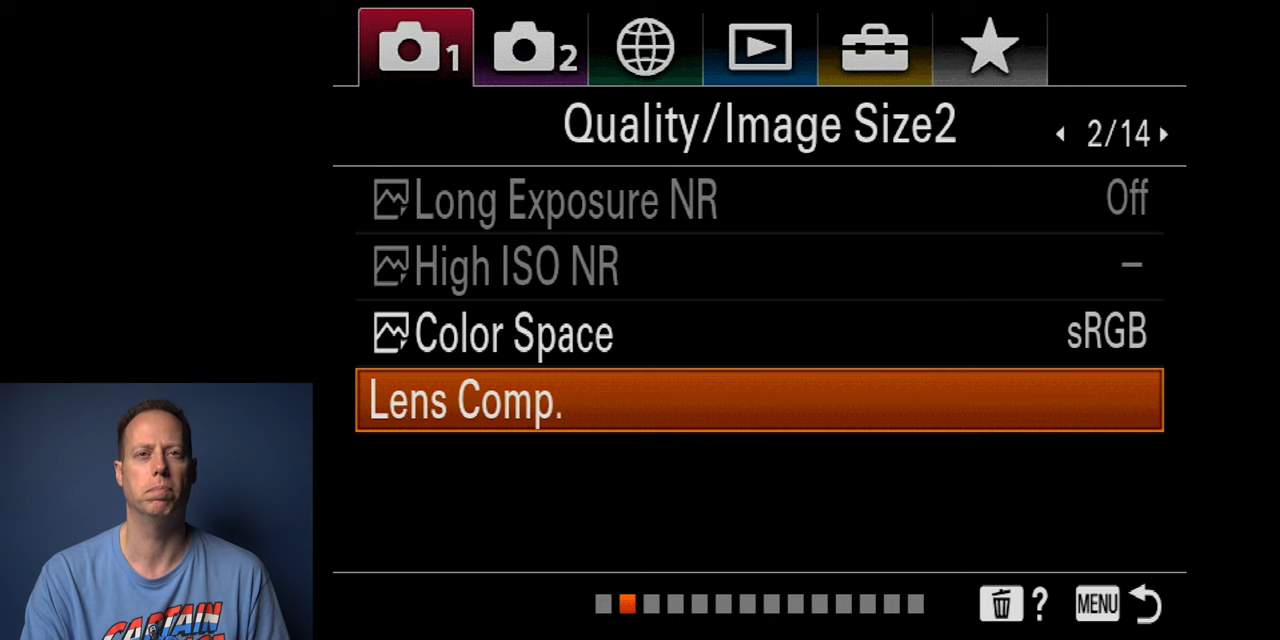 1
2
Quality/Image Size2
2/14
Long Exposure NR Off
High ISO NR –
Color Space sRGB
Lens Comp.
? MENU
CAPTAIN